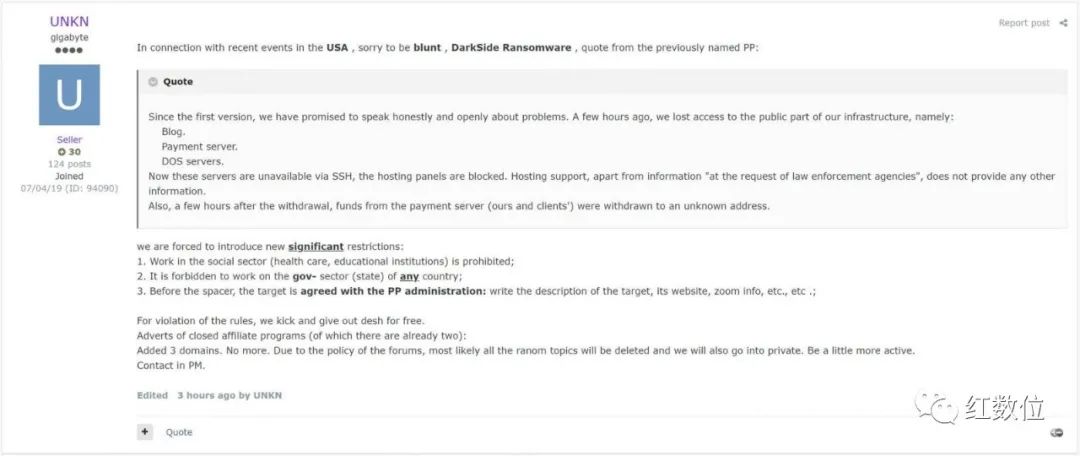 UNKN
gigabyte
Report post
U
Seller
30
124 posts
Joined
07/04/19 (ID: 94090)
In connection with recent events in the USA , sorry to be blunt , DarkSide Ransomware , quote from the previously named PP:
Quote
Since the first version, we have promised to speak honestly and openly about problems. A few hours ago, we lost access to the public part of our infrastructure, namely:
Blog.
Payment server.
DOS servers.
Now these servers are unavailable via SSH, the hosting panels are blocked. Hosting support, apart from information "at the request of law enforcement agencies", does not provide any other
information.
Also, a few hours after the withdrawal, funds from the payment server (ours and clients') were withdrawn to an unknown address.
we are forced to introduce new significant restrictions:
1. Work in the social sector (health care, educational institutions) is prohibited;
2. It is forbidden to work on the gov- sector (state) of any country;
3. Before the spacer, the target is agreed with the PP administration: write the description of the target, its website, zoom info, etc., etc .;
For violation of the rules, we kick and give out desh for free.
Adverts of closed affiliate programs (of which there are already two):
Added 3 domains. No more. Due to the policy of the forums, most likely all the ranom topics will be deleted and we will also go into private. Be a little more active.
Contact in PM.
Edited 3 hours ago by UNKN
+ Quote
红数位